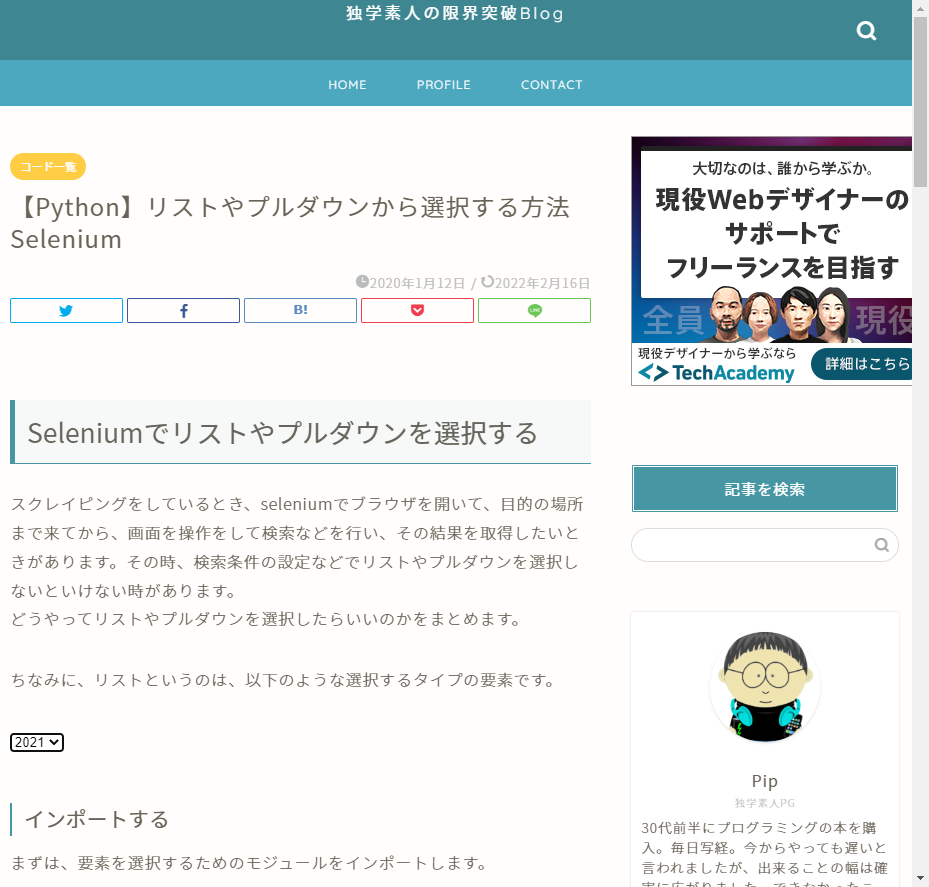 独学素人の限界突破Blog
HOME PROFILE CONTACT
コード一覧
【Python】リストやプルダウンから選択する方法
Selenium
2020年1月12日 / 2022年2月16日
B!
LINE
Seleniumでリストやプルダウンを選択する
スクレイピングをしているとき、seleniumでブラウザを開いて、目的の場所
まで来てから、画面を操作をして検索などを行い、その結果を取得したいと
きがあります。その時、検索条件の設定などでリストやプルダウンを選択し
ないといけない時があります。
どうやってリストやプルダウンを選択したらいいのかをまとめます。
ちなみに、リストというのは、以下のような選択するタイプの要素です。
2021
インポートする
まずは、要素を選択するためのモジュールをインポートします。
大切なのは、誰から学ぶか。
現役Webデザイナーの
サポートで
フリーランスを目指す
全員 現役
現役デザイナーから学ぶなら
TechAcademy
詳細はこちら
記事を検索
Pip
独学素人PG
30代前半にプログラミングの本を購
入。毎日写経。今からやっても遅いと
言われましたが、出来ることの幅は確
実に広がりました。できなかったこ